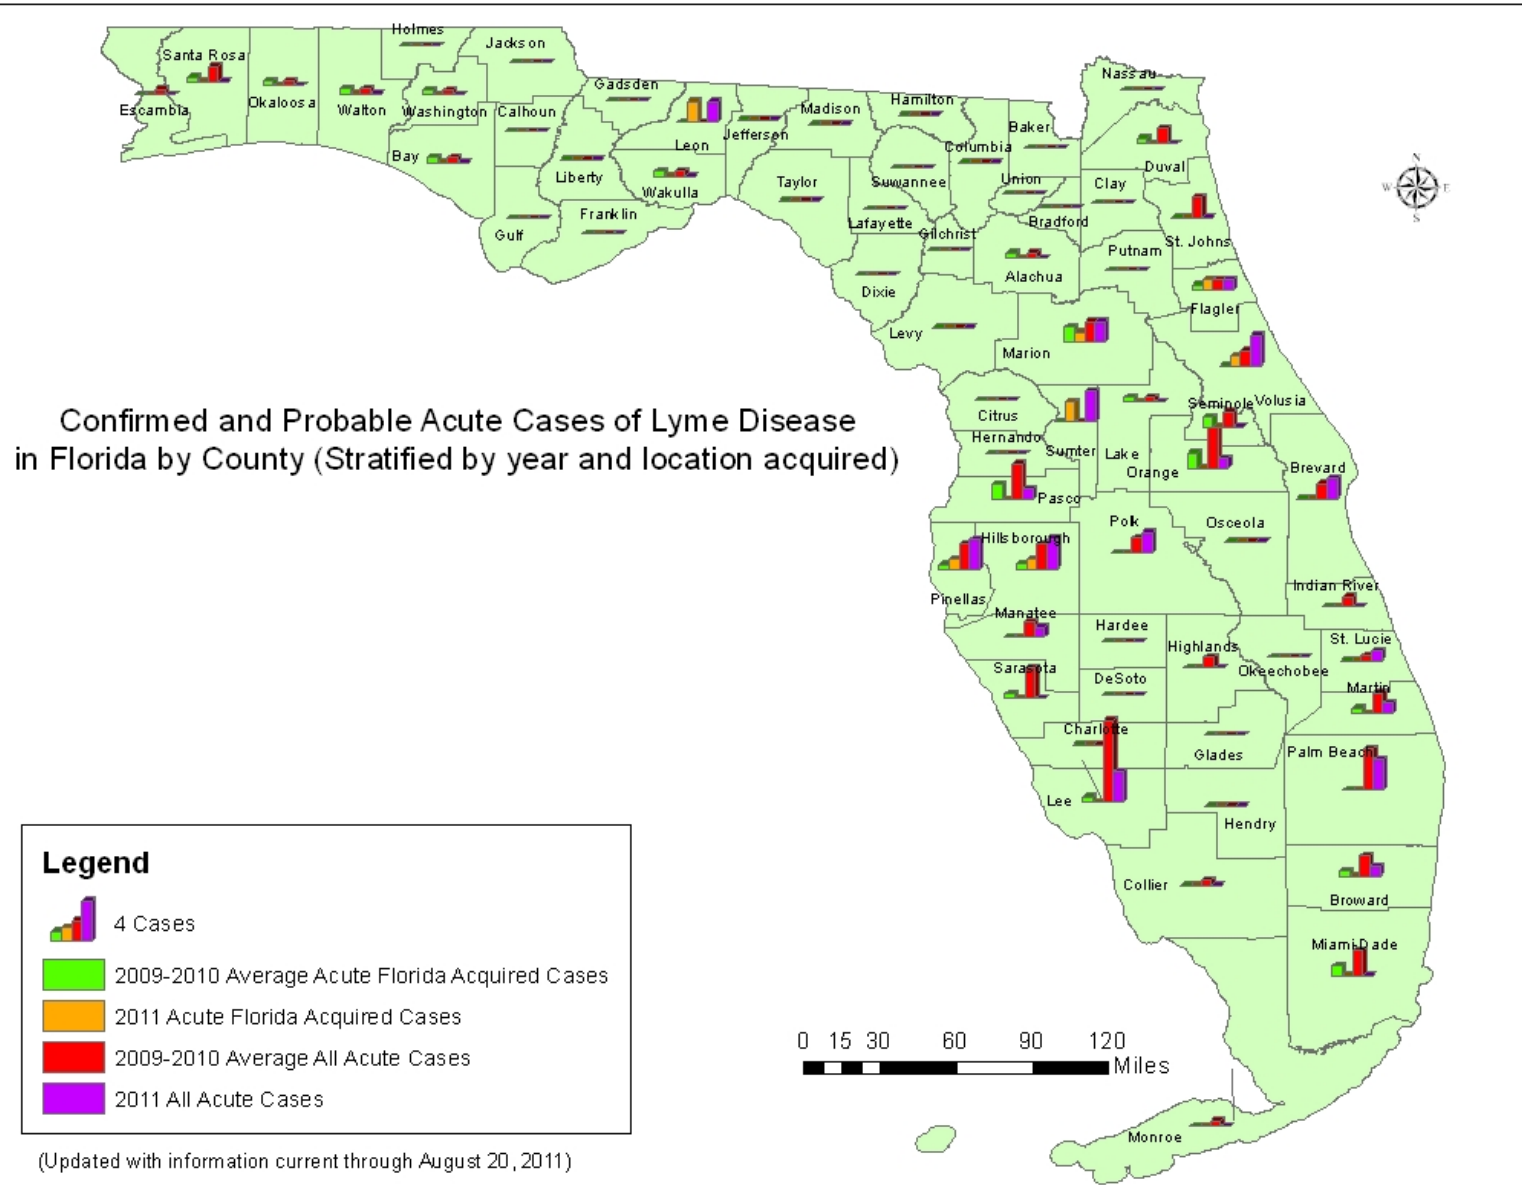 Holmes
Jackson
Santa Rosa
Escambia
Okaloosa
Walton
Washington
Calhoun
Gadsden
Leon
Jefferson
Madison
Hamilton
Baker
Nassau
Bay
Liberty
Wakulla
Taylor
Columbia
Suwannee
Union
Clay
Duval
Gulf
Franklin
Lafayette
Gilchrist
Bradford
Putnam
St. Johns
Dixie
Alachua
Flagler
Levy
Marion
N
W
E
S
Confirmed and Probable Acute Cases of Lyme Disease
in Florida by County (Stratified by year and location acquired)
Citrus
Hernando
Sumter
Lake
Seminole
Volusia
Orange
Pasco
Brevard
Hillsborough
Polk
Osceola
Pinellas
Indian River
Manatee
Hardee
Highlands
St. Lucie
Sarasota
DeSoto
Okeechobee
Martin
Charlotte
Glades
Palm Beach
Lee
Hendry
Collier
Broward
Miami-Dade
Monroe
Legend
4 Cases
2009-2010 Average Acute Florida Acquired Cases
2011 Acute Florida Acquired Cases
2009-2010 Average All Acute Cases
2011 All Acute Cases
(Updated with information current through August 20, 2011)
0 15 30 60 90 120
Miles